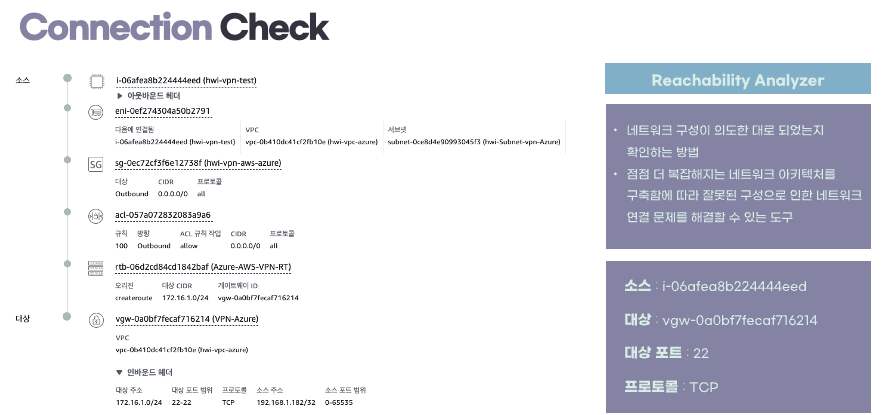 Connection Check
소스
i-06afea8b224444eed (hwi-vpn-test)
▶ 아웃바운드 헤더
eni-0ef274304a50b2791
다음에 연결됨 VPC 서브넷
i-06afea8b224444eed (hwi-vpn-test) vpc-0b410dc41cf2fb10e (hwi-vpc-azure) subnet-0ce8d4e90993045f3 (hwi-Subnet-vpn-Azure)
SG sg-0ec72cf3f6e12738f (hwi-vpn-aws-azure)
대상 CIDR 프로토콜
Outbound 0.0.0.0/0 all
acl-057a072832083a9a6
규칙 방향 ACL 규칙 작업 CIDR 프로토콜
100 Outbound allow 0.0.0.0/0 all
rtb-06d2cd84cd1842baf (Azure-AWS-VPN-RT)
오리진 대상 CIDR 게이트웨이 ID
createroute 172.16.1.0/24 vgw-0a0bf7fecaf716214
대상
vgw-0a0bf7fecaf716214 (VPN-Azure)
VPC
vpc-0b410dc41cf2fb10e (hwi-vpc-azure)
▼ 인바운드 헤더
대상 주소 대상 포트 범위 프로토콜 소스 주소 소스 포트 범위
172.16.1.0/24 22-22 TCP 192.168.1.182/32 0-65535
Reachability Analyzer
• 네트워크 구성이 의도한 대로 되었는지
확인하는 방법
• 점점 더 복잡해지는 네트워크 아키텍처를
구축함에 따라 잘못된 구성으로 인한 네트워크
연결 문제를 해결할 수 있는 도구
소스 : i-06afea8b224444eed
대상 : vgw-0a0bf7fecaf716214
대상 포트 : 22
프로토콜 : TCP